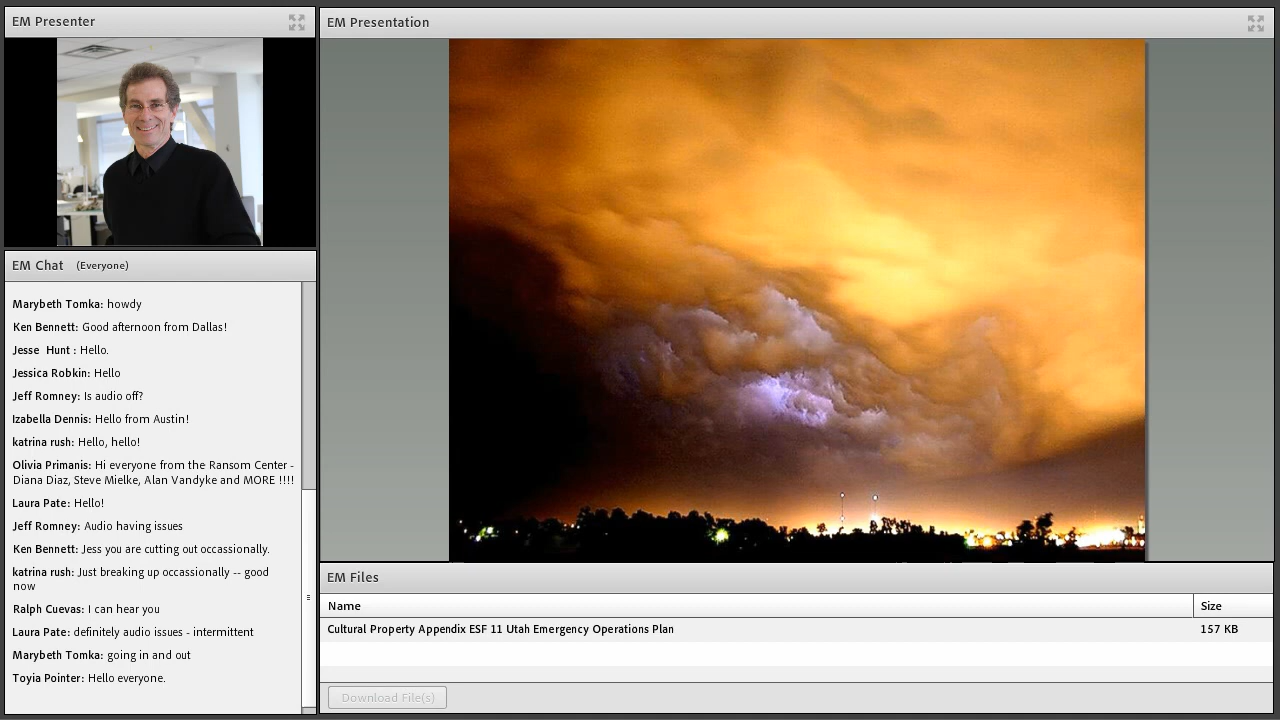 EM Presenter
EM Chat (Everyone)
Marybeth Tomka: howdy
Ken Bennett: Good afternoon from Dallas!
Jesse Hunt : Hello.
Jessica Robkin: Hello
Jeff Romney: Is audio off?
Izabella Dennis: Hello from Austin!
katrina rush: Hello, hello!
Olivia Primanis: Hi everyone from the Ransom Center -
Diana Diaz, Steve Mielke, Alan Vandyke and MORE !!!!
Laura Pate: Hello!
Jeff Romney: Audio having issues
Ken Bennett: Jess you are cutting out occassionally.
katrina rush: Just breaking up occassionally -- good
now
Ralph Cuevas: I can hear you
Laura Pate: definitely audio issues - intermittent
Marybeth Tomka: going in and out
Toyia Pointer: Hello everyone.
EM Presentation
EM Files
Name Size
Cultural Property Appendix ESF 11 Utah Emergency Operations Plan 157 KB
Download File(s)